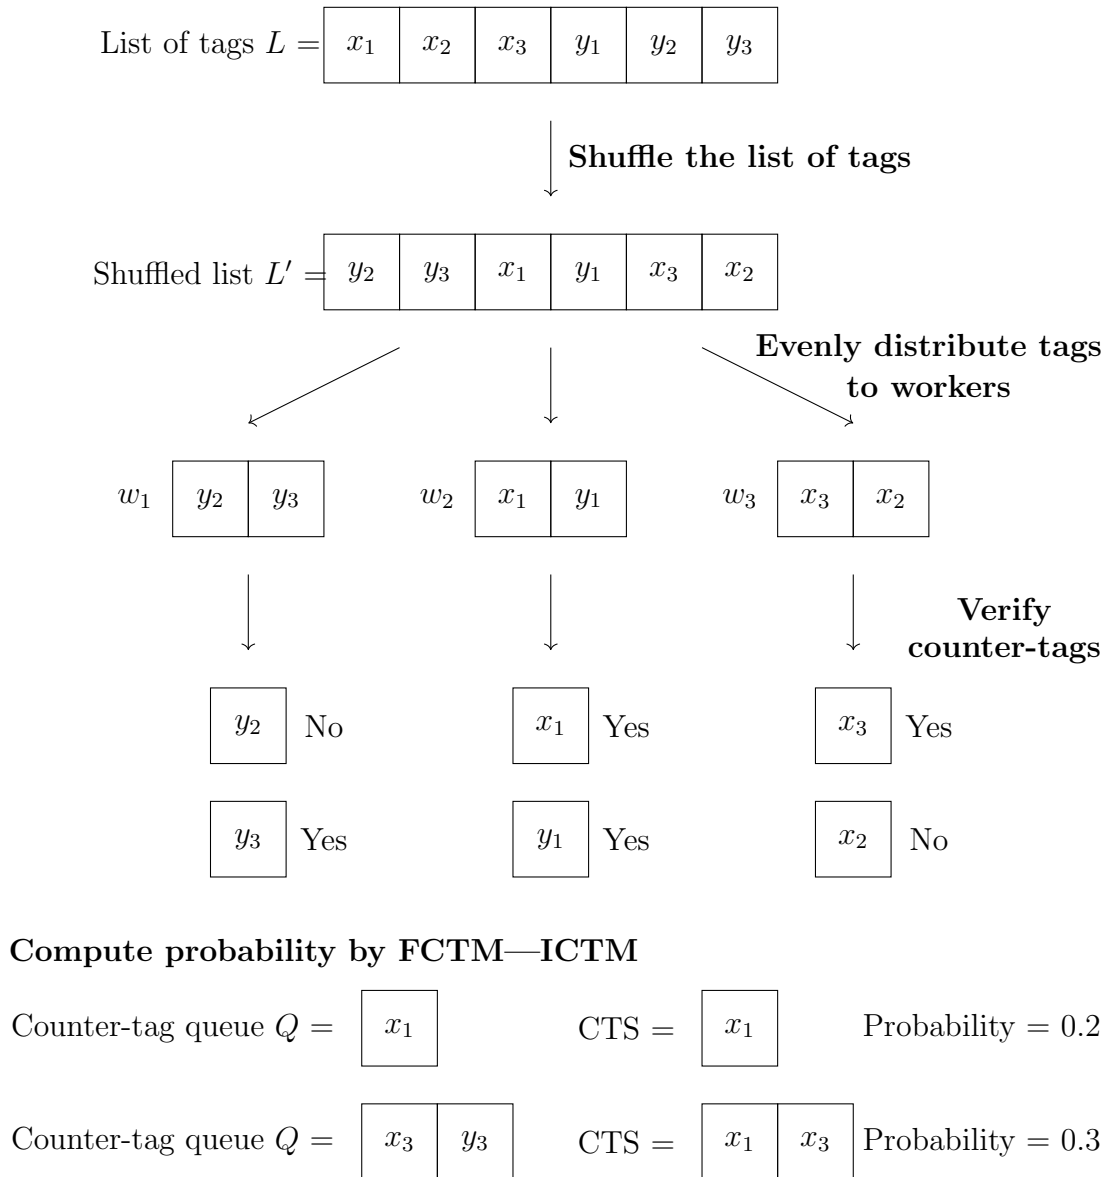 List of tags L = x₁ x₂ x₃ y₁ y₂ y₃
Shuffle the list of tags
Shuffled list L′ = y₂ y₃ x₁ y₁ x₃ x₂
Evenly distribute tags
to workers
w₁ y₂ y₃ w₂ x₁ y₁ w₃ x₃ x₂
Verify
counter-tags
y₂ No x₁ Yes x₃ Yes
y₃ Yes y₁ Yes x₂ No
Compute probability by FCTM—ICTM
Counter-tag queue Q = x₁ CTS = x₁ Probability = 0.2
Counter-tag queue Q = x₃ y₃ CTS = x₁ x₃ Probability = 0.3